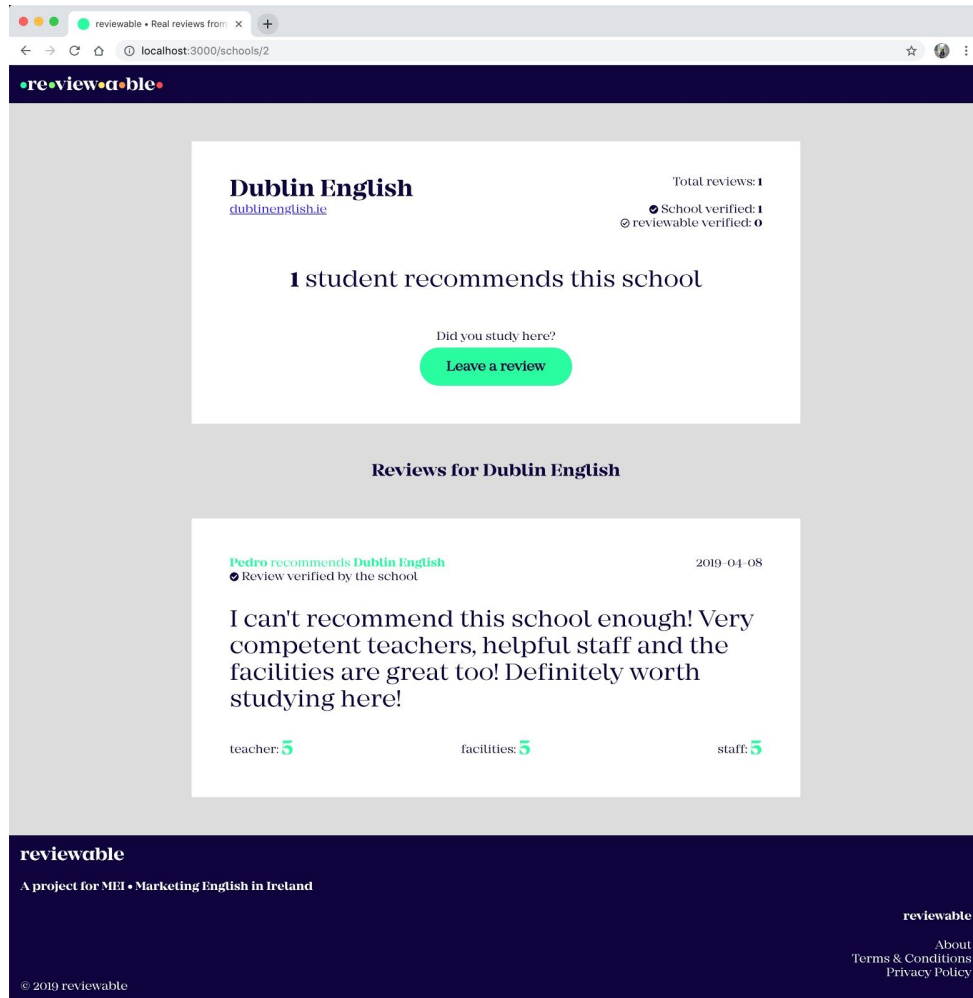 reviewable • Real reviews from
localhost:3000/schools/2
•re•view•a•ble•
Dublin English
dublinenglish.ie
Total reviews: 1
School verified: 1
reviewable verified: 0
1 student recommends this school
Did you study here?
Leave a review
Reviews for Dublin English
Pedro recommends Dublin English
2019-04-08
Review verified by the school
I can't recommend this school enough! Very
competent teachers, helpful staff and the
facilities are great too! Definitely worth
studying here!
teacher: 5 facilities: 5 staff: 5
reviewable
A project for MEI • Marketing English in Ireland
reviewable
About
Terms & Conditions
Privacy Policy
© 2019 reviewable